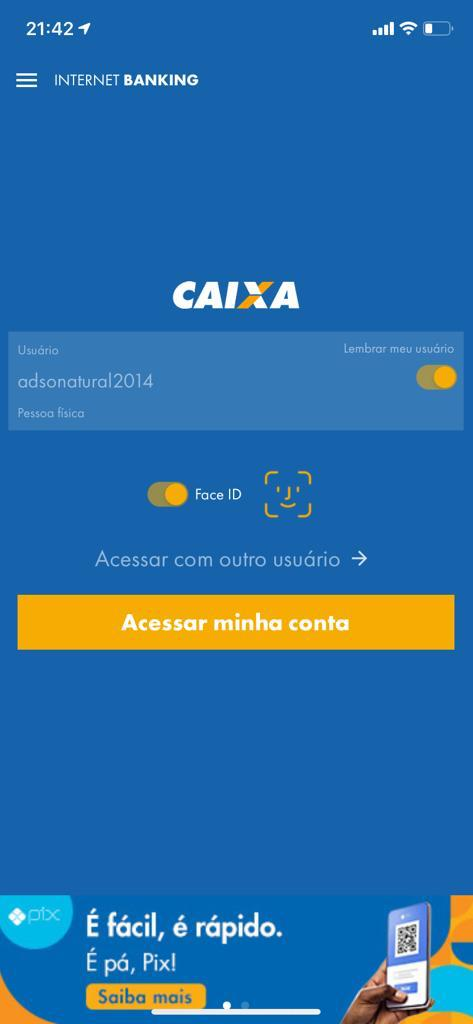 21:42
INTERNET BANKING
CAIXA
Usuário
Lembrar meu usuário
adsonatural2014
Pessoa física
Face ID
Acessar com outro usuário →
Acessar minha conta
pix
É fácil, é rápido.
É pá, Pix!
Saiba mais